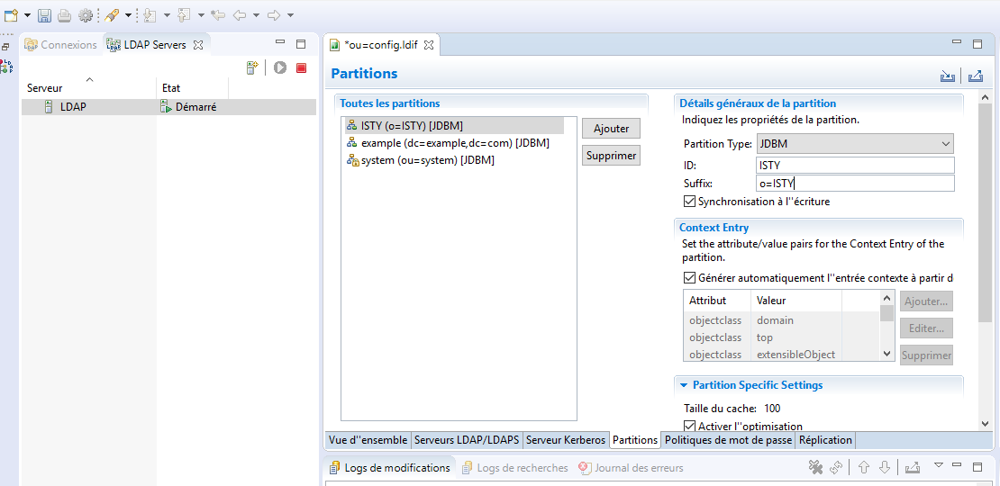 Connexions
LDAP Servers
Serveur
Etat
LDAP
Démarré
*ou=config.ldif
Partitions
Toutes les partitions
ISTY (o=ISTY) [JDBM]
example (dc=example,dc=com) [JDBM]
system (ou=system) [JDBM]
Ajouter
Supprimer
Détails généraux de la partition
Indiquez les propriétés de la partition.
Partition Type: JDBM
ID: ISTY
Suffix: o=ISTY
Synchronisation à l''écriture
Context Entry
Set the attribute/value pairs for the Context Entry of the
partition.
Générer automatiquement l''entrée contexte à partir d
Attribut Valeur
objectclass domain
objectclass top
objectclass extensibleObject
Ajouter...
Editer...
Supprimer
Partition Specific Settings
Taille du cache: 100
Activer l''optimisation
Vue d''ensemble
Serveurs LDAP/LDAPS
Serveur Kerberos
Partitions
Politiques de mot de passe
Réplication
Logs de modifications
Logs de recherches
Journal des erreurs